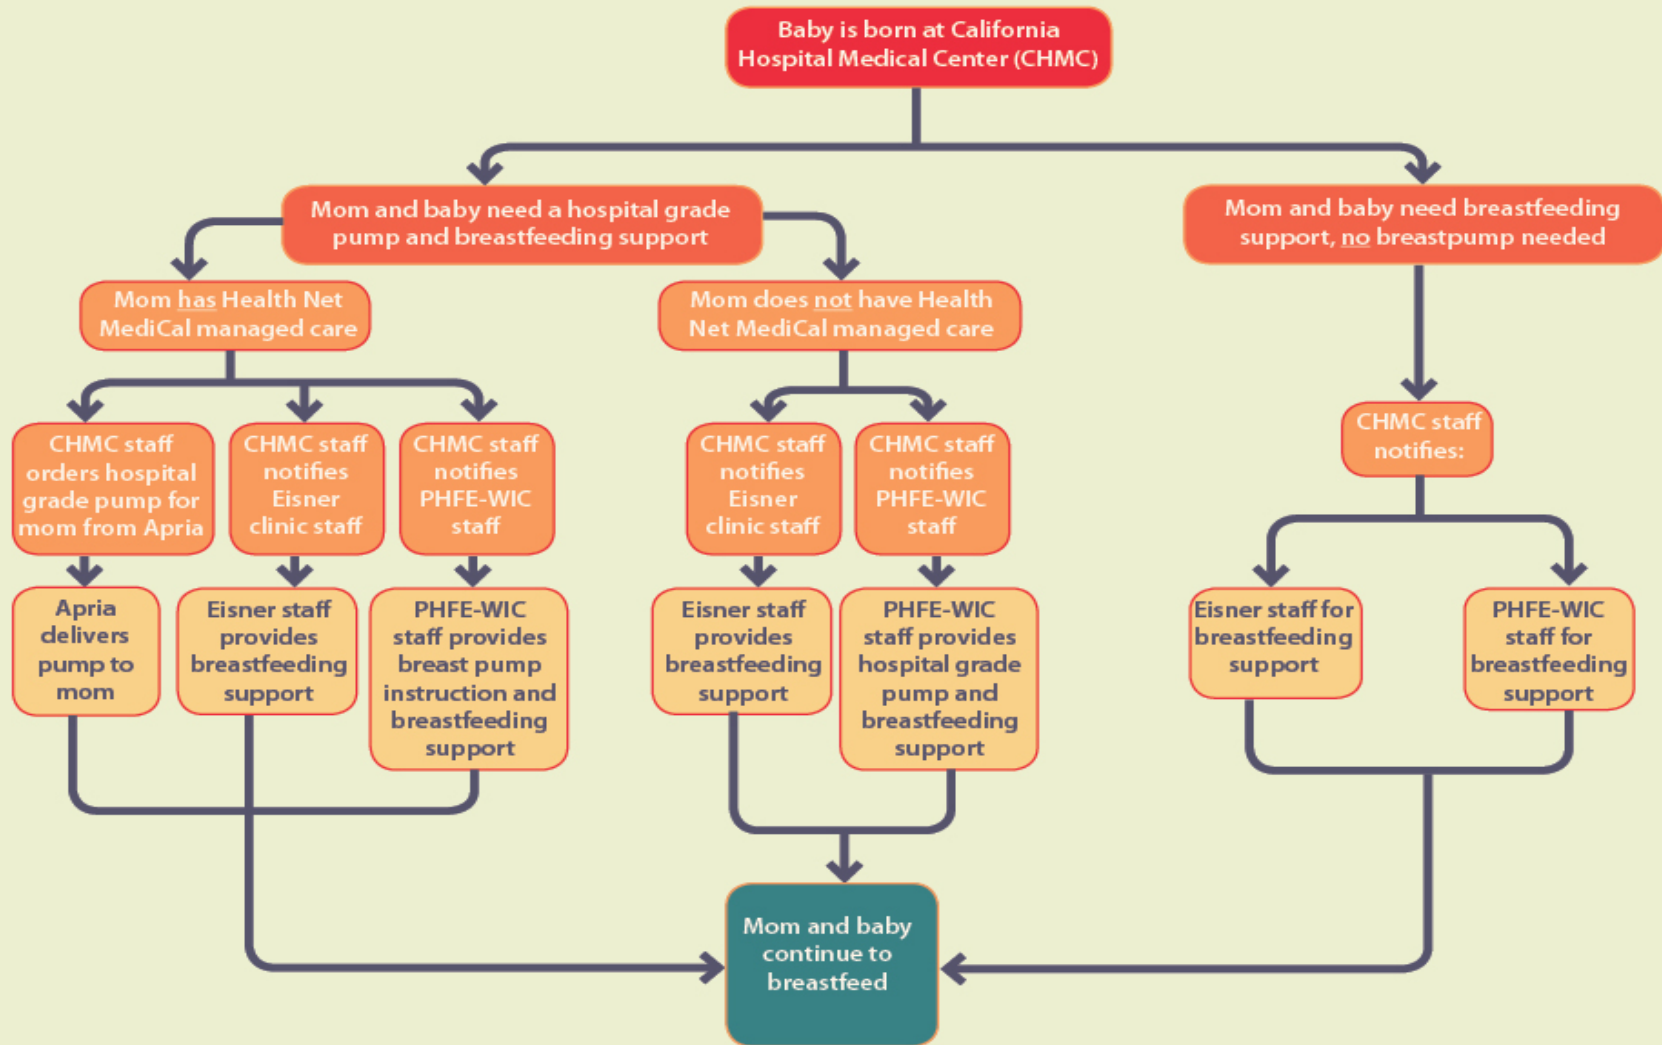 Baby is born at California
Hospital Medical Center (CHMC)
Mom and baby need a hospital grade
pump and breastfeeding support
Mom and baby need breastfeeding
support, no breastpump needed
Mom has Health Net
MediCal managed care
Mom does not have Health
Net MediCal managed care
CHMC staff
orders hospital
grade pump for
mom from Apria
CHMC staff
notifies
Eisner
clinic staff
CHMC staff
notifies
PHFE-WIC
staff
CHMC staff
notifies
Eisner
clinic staff
CHMC staff
notifies
PHFE-WIC
staff
CHMC staff
notifies:
Apria
delivers
pump to
mom
Eisner staff
provides
breastfeeding
support
PHFE-WIC
staff provides
breast pump
instruction and
breastfeeding
support
Eisner staff
provides
breastfeeding
support
PHFE-WIC
staff provides
hospital grade
pump and
breastfeeding
support
Eisner staff for
breastfeeding
support
PHFE-WIC
staff for
breastfeeding
support
Mom and baby
continue to
breastfeed